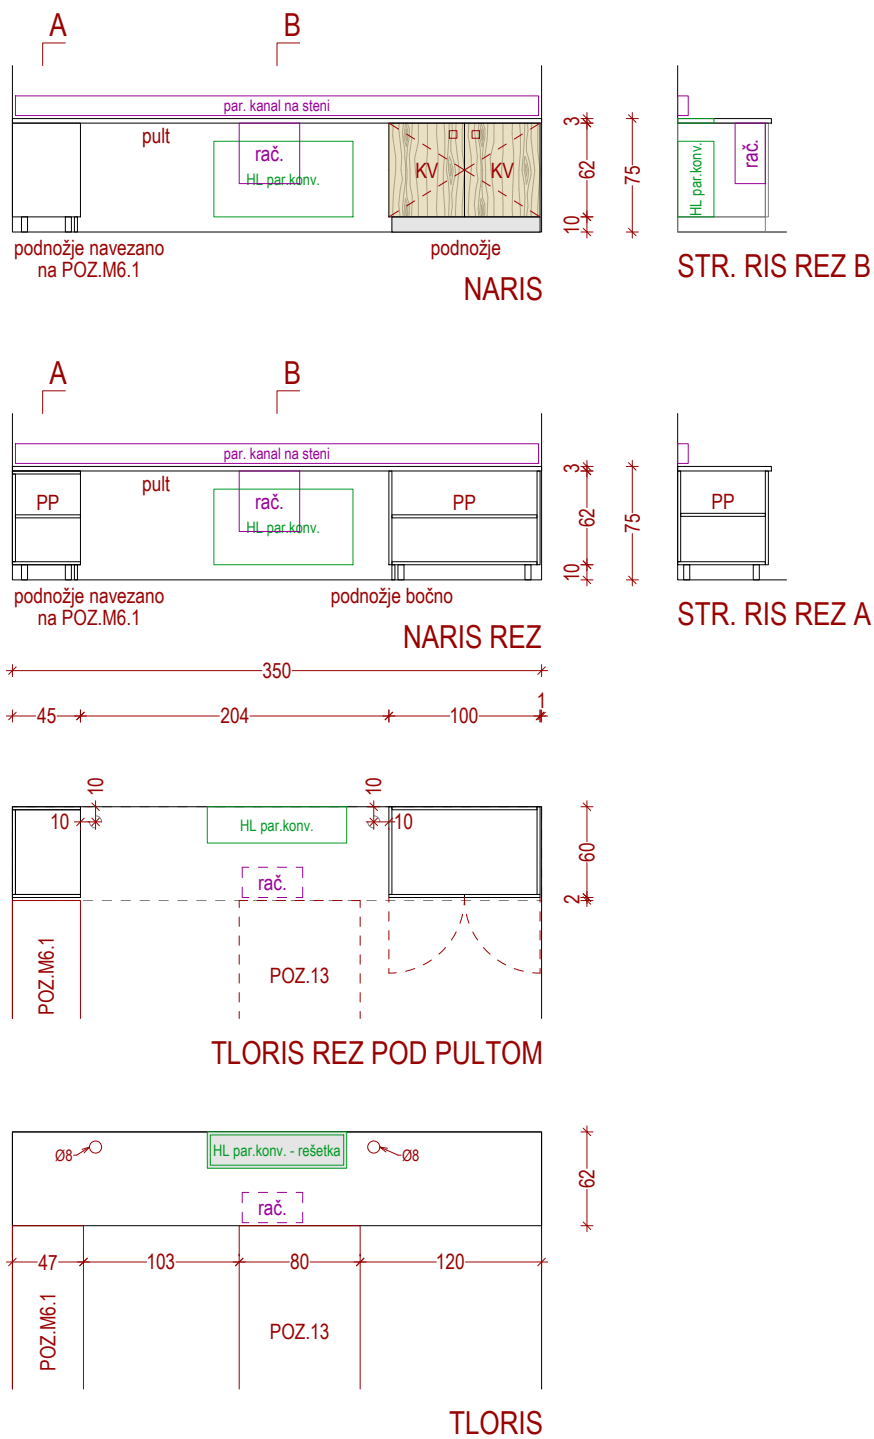 A
B
par. kanal na steni
pult
rač.
HL par.konv.
KV
KV
3
62
10
75
rač.
HL par.konv.
podnožje navezano
na POZ.M6.1
podnožje
NARIS
STR. RIS REZ B
A
B
par. kanal na steni
pult
PP
rač.
HL par.konv.
PP
3
62
10
75
PP
podnožje navezano
na POZ.M6.1
podnožje bočno
NARIS REZ
STR. RIS REZ A
350
45
204
100
1
10
10
10
10
HL par.konv.
rač.
60
2
POZ.M6.1
POZ.13
TLORIS REZ POD PULTOM
Ø8
HL par.konv. - rešetka
Ø8
rač.
62
47
103
80
120
POZ.M6.1
POZ.13
TLORIS